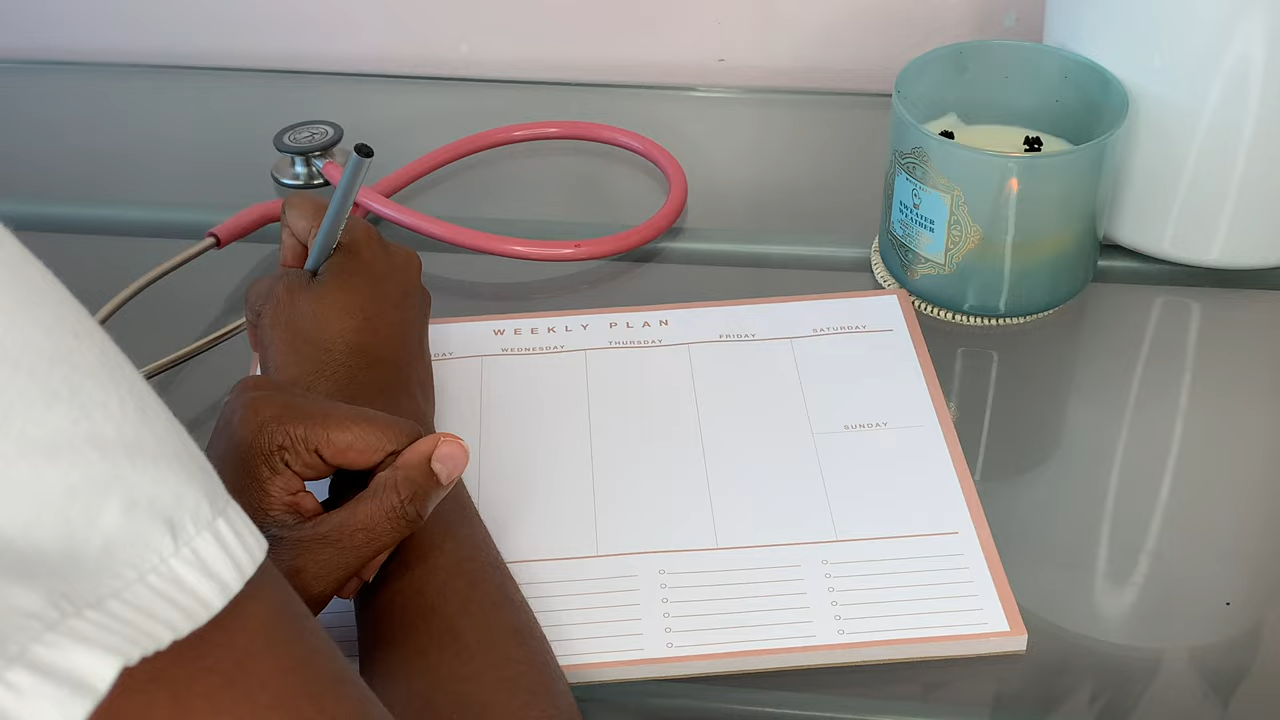 WEEKLY PLAN
DAY WEDNESDAY THURSDAY FRIDAY SATURDAY
SUNDAY
SWEATER
WEATHER